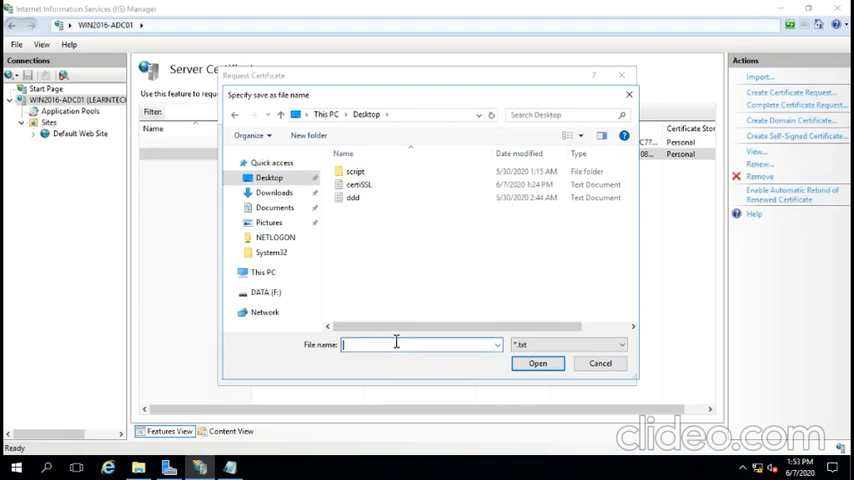 Internet Information Services (IIS) Manager
WIN2016-ADC01
File View Help
Connections
Start Page
WIN2016-ADC01 (LEARNTECH
Application Pools
Sites
Default Web Site
Server Cer
Use this feature to reque
Filter:
Name
Certificate Stor
C77... Personal
08... Personal
Request Certificate
?
Specify save as file name
This PC > Desktop >
Search Desktop
Organize
New folder
Quick access
Desktop
Downloads
Documents
Pictures
NETLOGON
System32
This PC
DATA (F:)
Network
Name Date modified Type
script 5/30/2020 1:15 AM File folder
certiSSL 6/7/2020 1:24 PM Text Document
ddd 5/30/2020 2:44 AM Text Document
File name:
*.txt
Open Cancel
Actions
Import...
Create Certificate Request...
Complete Certificate Request...
Create Domain Certificate...
Create Self-Signed Certificate...
View...
Renew...
Remove
Enable Automatic Rebind of
Renewed Certificate
Help
Features View Content View
Ready
clideo.com
1:53 PM
6/7/2020